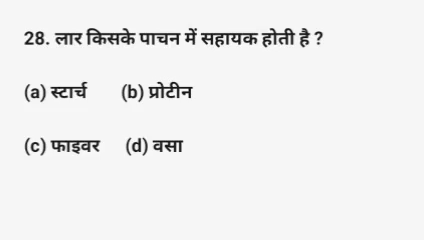 28. लार किसके पाचन में सहायक होती है ?
(a) स्टार्च (b) प्रोटीन
(c) फाइवर (d) वसा